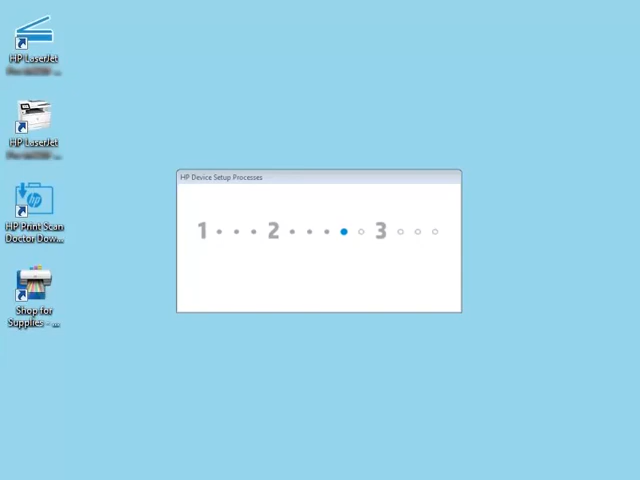 HP LaserJet
HP LaserJet
HP Print Scan
Doctor Dow...
Shop for
Supplies - ...
HP Device Setup Processes
1 2 3